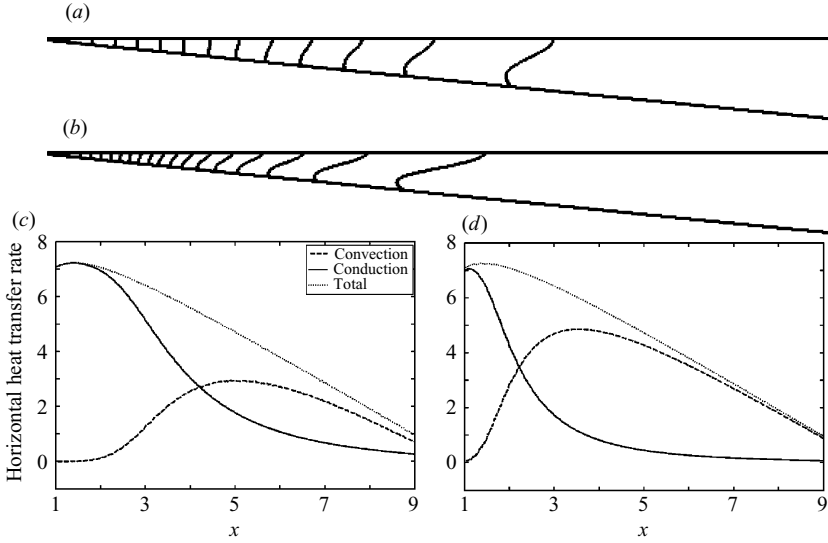 (a)
(b)
(c)
(d)
Horizontal heat transfer rate
8
6
4
2
0
1
3
5
7
9
x
Convection
Conduction
Total
8
6
4
2
0
1
3
5
7
9
x